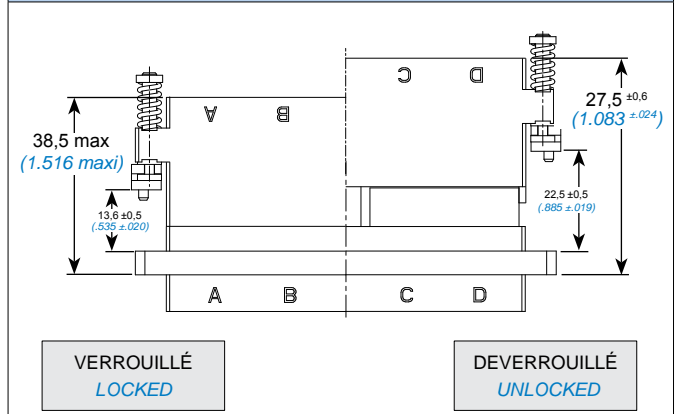 C D
A B
38,5 max
(1.516 maxi)
27,5 ±0,6
(1.083 ±.024)
13,6 ±0,5
(.535 ±.020)
22,5 ±0,5
(.885 ±.019)
A B C D
VERROUILLÉ
LOCKED
DEVERROUILLÉ
UNLOCKED